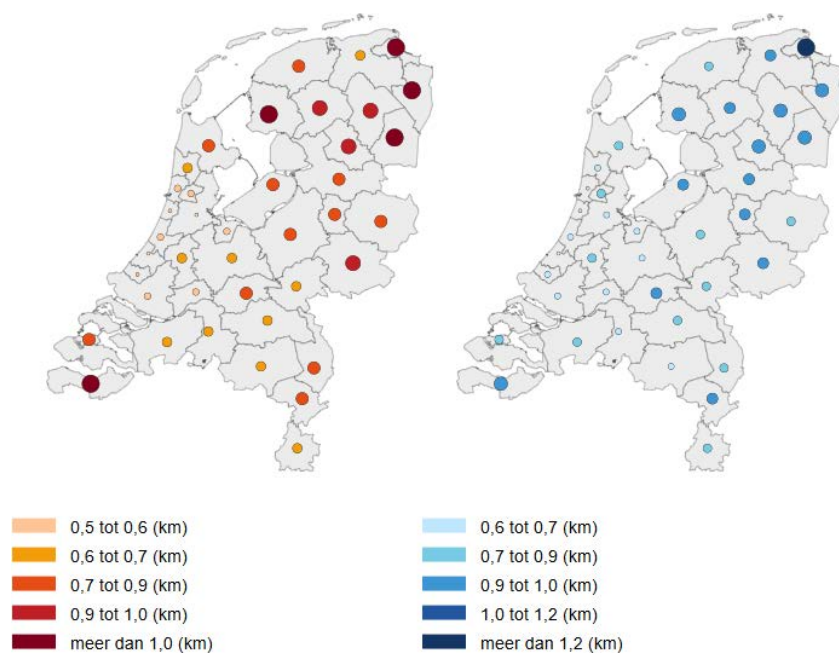 0,5 tot 0,6 (km)
0,6 tot 0,7 (km)
0,7 tot 0,9 (km)
0,9 tot 1,0 (km)
meer dan 1,0 (km)
0,6 tot 0,7 (km)
0,7 tot 0,9 (km)
0,9 tot 1,0 (km)
1,0 tot 1,2 (km)
meer dan 1,2 (km)